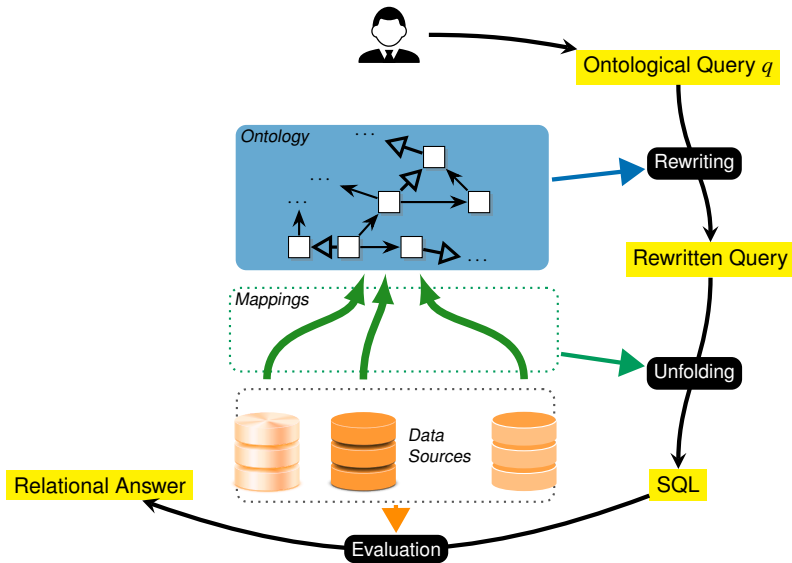 Ontological Query q
Ontology
. . .
Rewriting
. . .
. . .
Rewritten Query
. . .
Mappings
Unfolding
Data
Sources
Relational Answer
SQL
Evaluation